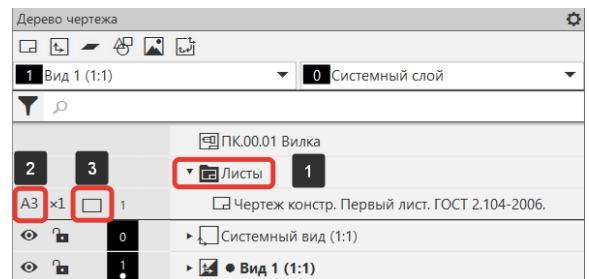 Дерево чертежа
1 Вид 1 (1:1) 0 Системный слой
ПК.00.01 Вилка
2 3 Листы 1
А3 ×1 1 Чертеж констр. Первый лист. ГОСТ 2.104-2006.
0 Системный вид (1:1)
1 ● Вид 1 (1:1)